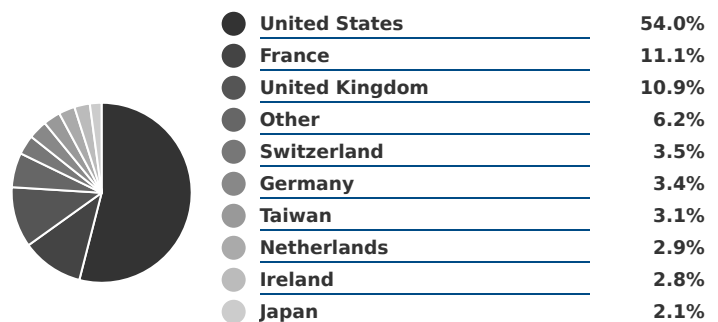 United States 54.0%
France 11.1%
United Kingdom 10.9%
Other 6.2%
Switzerland 3.5%
Germany 3.4%
Taiwan 3.1%
Netherlands 2.9%
Ireland 2.8%
Japan 2.1%